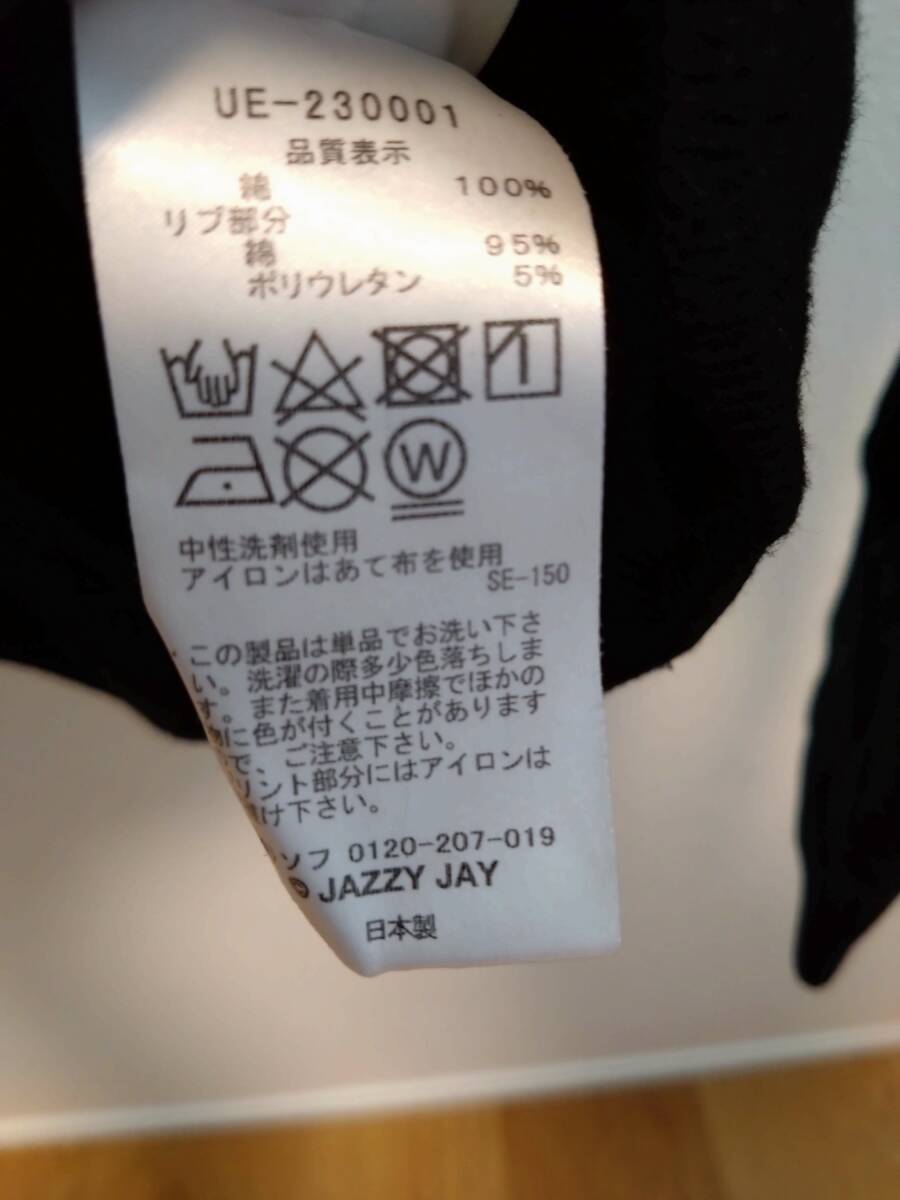 UE-230001
品質表示
綿 100%
リブ部分
綿 95%
ポリウレタン 5%
W
中性洗剤使用
アイロンはあて布を使用
SE-150
この製品は単品でお洗い下さ
い。洗濯の際多少色落ちしま
す。また着用中摩擦でほかの
物に色が付くことがあります
で、ご注意下さい。
リント部分にはアイロンは
け下さい。
ソフ 0120-207-019
© JAZZY JAY
日本製